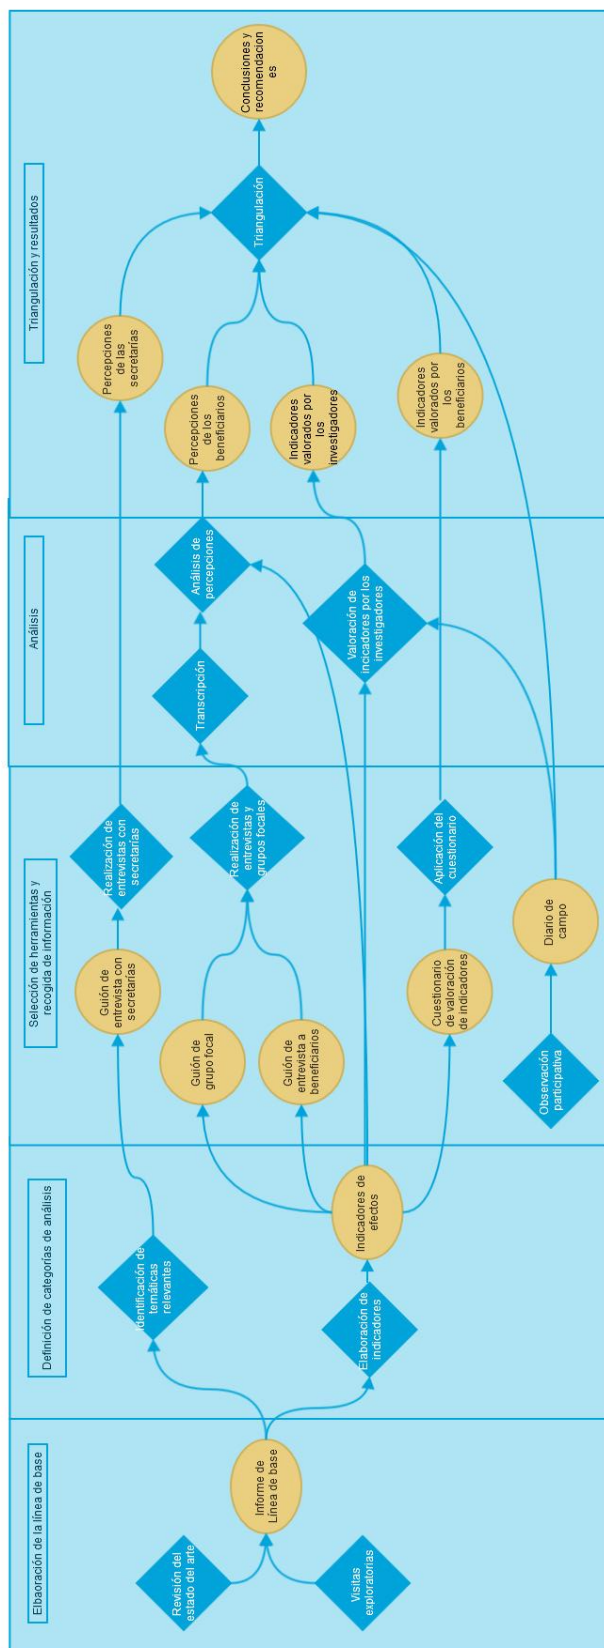 Elbaoración de la línea de base
Revisión del
estado del arte
Visitas
exploratorias
Informe de
Línea de base
Definición de categorías de análisis
Identificación de
temáticas
relevantes
Elaboración de
indicadores
Indicadores de
efectos
Selección de herramientas y
recogida de información
Guión de
entrevista con
secretarías
Realización de
entrevistas con
secretarías
Guión de
grupo focal
Guión de
entrevista a
beneficiarios
Realización de
entrevistas y
grupos focales
Cuestionario
de valoración
de indicadores
Aplicación del
cuestionario
Observación
participativa
Diario de
campo
Análisis
Transcripción
Análisis de
percepciones
Valoración de
incicadores por los
investigadores
Triangulación y resultados
Percepciones
de las
secretarías
Percepciones
de los
beneficiarios
Indicadores
valorados por
los
investigadores
Indicadores
valorados por
los
beneficiarios
Triangulación
Conclusiones y
recomendacion
es